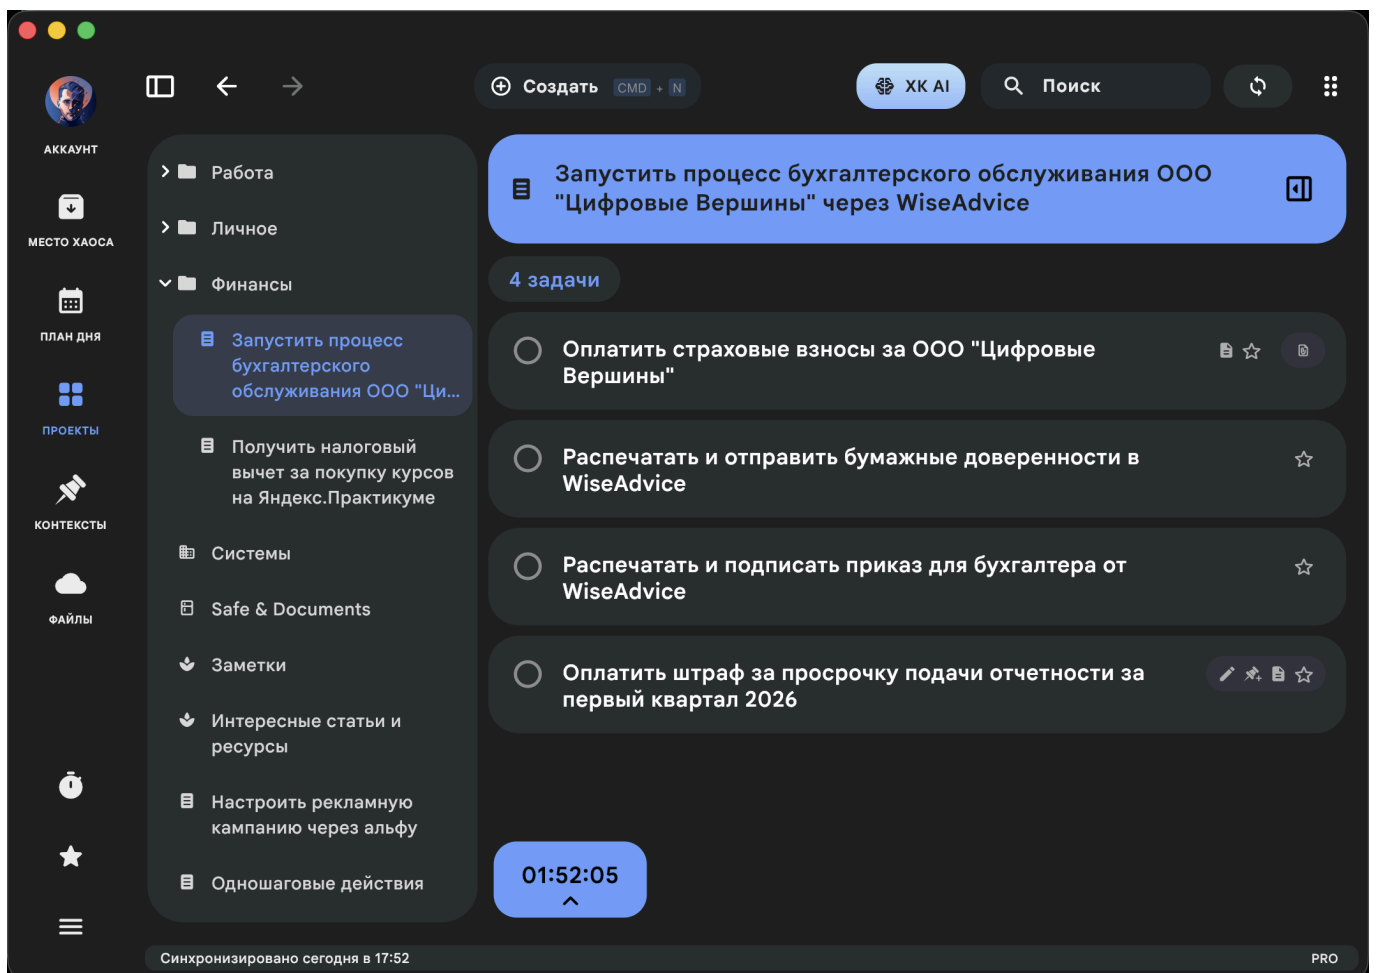 Создать CMD + N
ХК AI
Поиск
АККАУНТ
МЕСТО ХАОСА
ПЛАН ДНЯ
ПРОЕКТЫ
КОНТЕКСТЫ
ФАЙЛЫ
Работа
Личное
Финансы
Запустить процесс
бухгалтерского
обслуживания ООО "Ци...
Получить налоговый
вычет за покупку курсов
на Яндекс.Практикуме
Системы
Safe & Documents
Заметки
Интересные статьи и
ресурсы
Настроить рекламную
кампанию через альфу
Одношаговые действия
Запустить процесс бухгалтерского обслуживания ООО
"Цифровые Вершины" через WiseAdvice
4 задачи
Оплатить страховые взносы за ООО "Цифровые
Вершины"
Распечатать и отправить бумажные доверенности в
WiseAdvice
Распечатать и подписать приказ для бухгалтера от
WiseAdvice
Оплатить штраф за просрочку подачи отчетности за
первый квартал 2026
01:52:05
Синхронизировано сегодня в 17:52
PRO